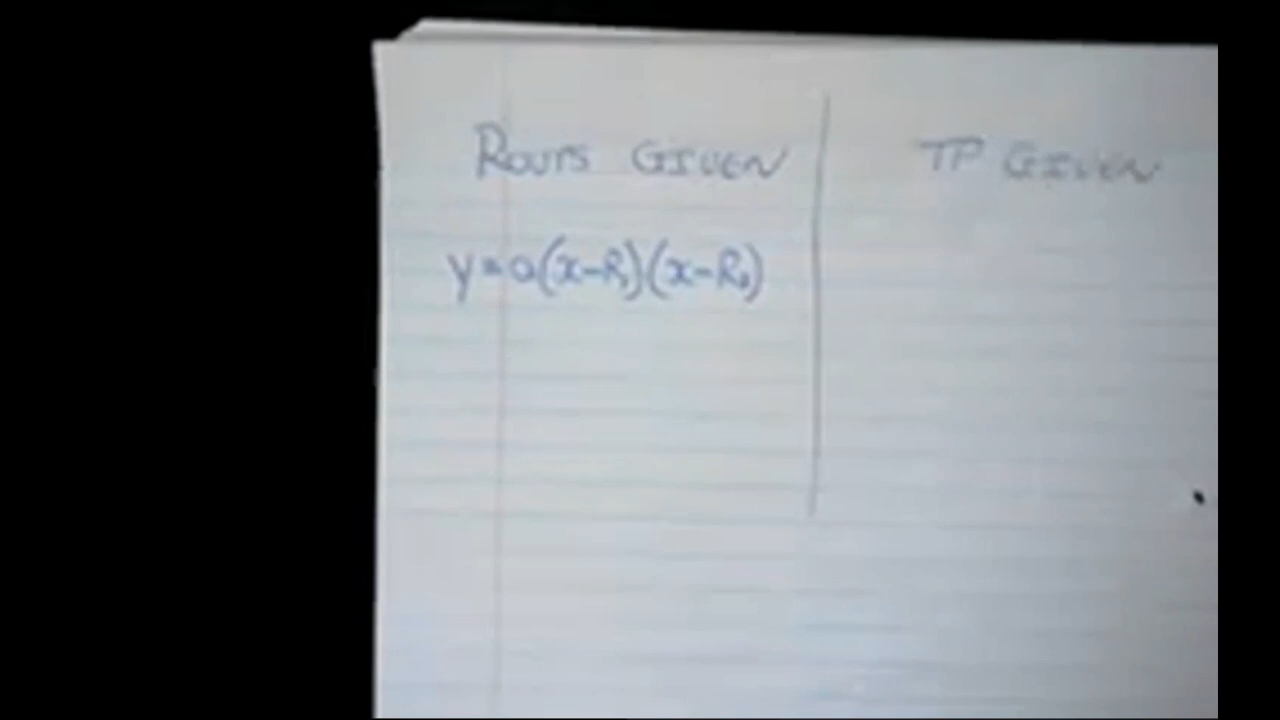 ROOTS GIVEN
TP GIVEN
y=a(x-R₁)(x-R₂)